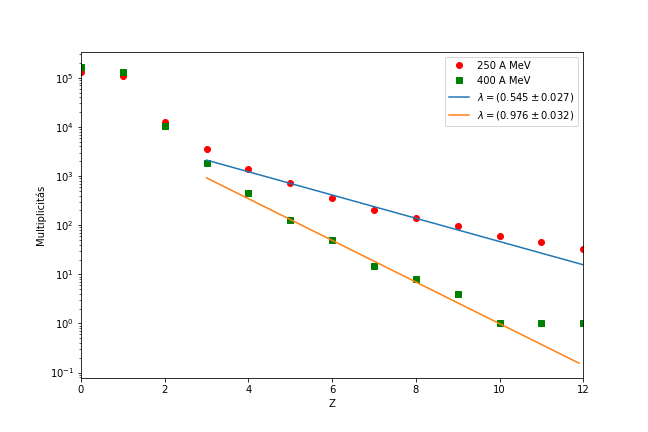 250 A MeV
400 A MeV
λ = (0.545 ± 0.027)
λ = (0.976 ± 0.032)
10⁵
10⁴
10³
10²
10¹
10⁰
10⁻¹
Multiplicitás
0 2 4 6 8 10 12
Z